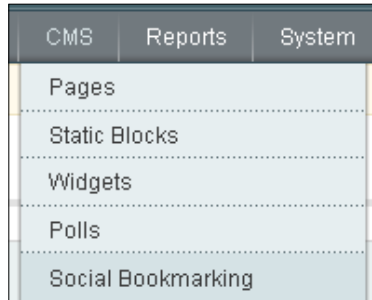 CMS Reports System
Pages
Static Blocks
Widgets
Polls
Social Bookmarking